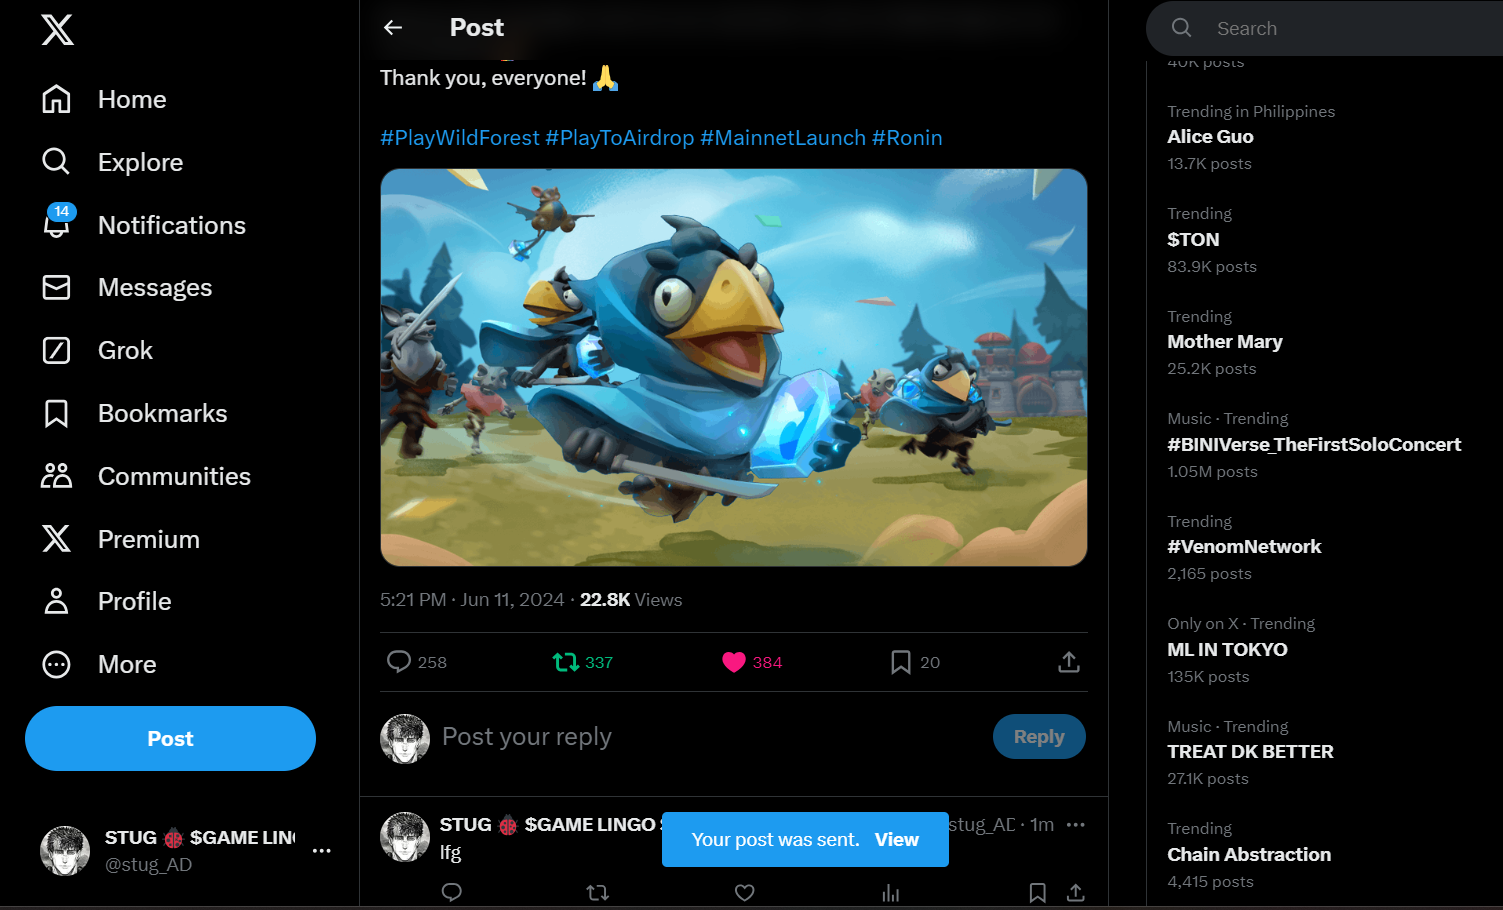 Home
Explore
14
Notifications
Messages
Grok
Bookmarks
Communities
Premium
Profile
More
Post
STUG 🐞 $GAME LIN
@stug_AD
Post
Thank you, everyone! 🙏
#PlayWildForest #PlayToAirdrop #MainnetLaunch #Ronin
5:21 PM · Jun 11, 2024 · 22.8K Views
258 337 384 20
Post your reply
Reply
STUG 🐞 $GAME LINGO stug_AD · 1m
lfg
Your post was sent. View
Search
40K posts
Trending in Philippines
Alice Guo
13.7K posts
Trending
$TON
83.9K posts
Trending
Mother Mary
25.2K posts
Music · Trending
#BINIVerse_TheFirstSoloConcert
1.05M posts
Trending
#VenomNetwork
2,165 posts
Only on X · Trending
ML IN TOKYO
135K posts
Music · Trending
TREAT DK BETTER
27.1K posts
Trending
Chain Abstraction
4,415 posts